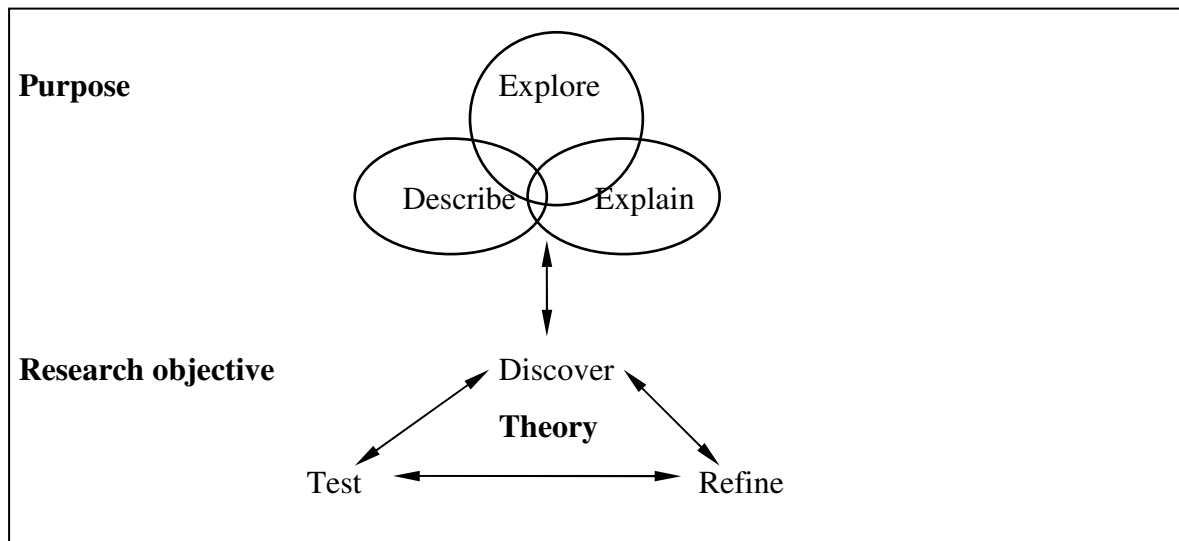 Purpose Explore
Describe Explain
Research objective Discover
Theory
Test Refine